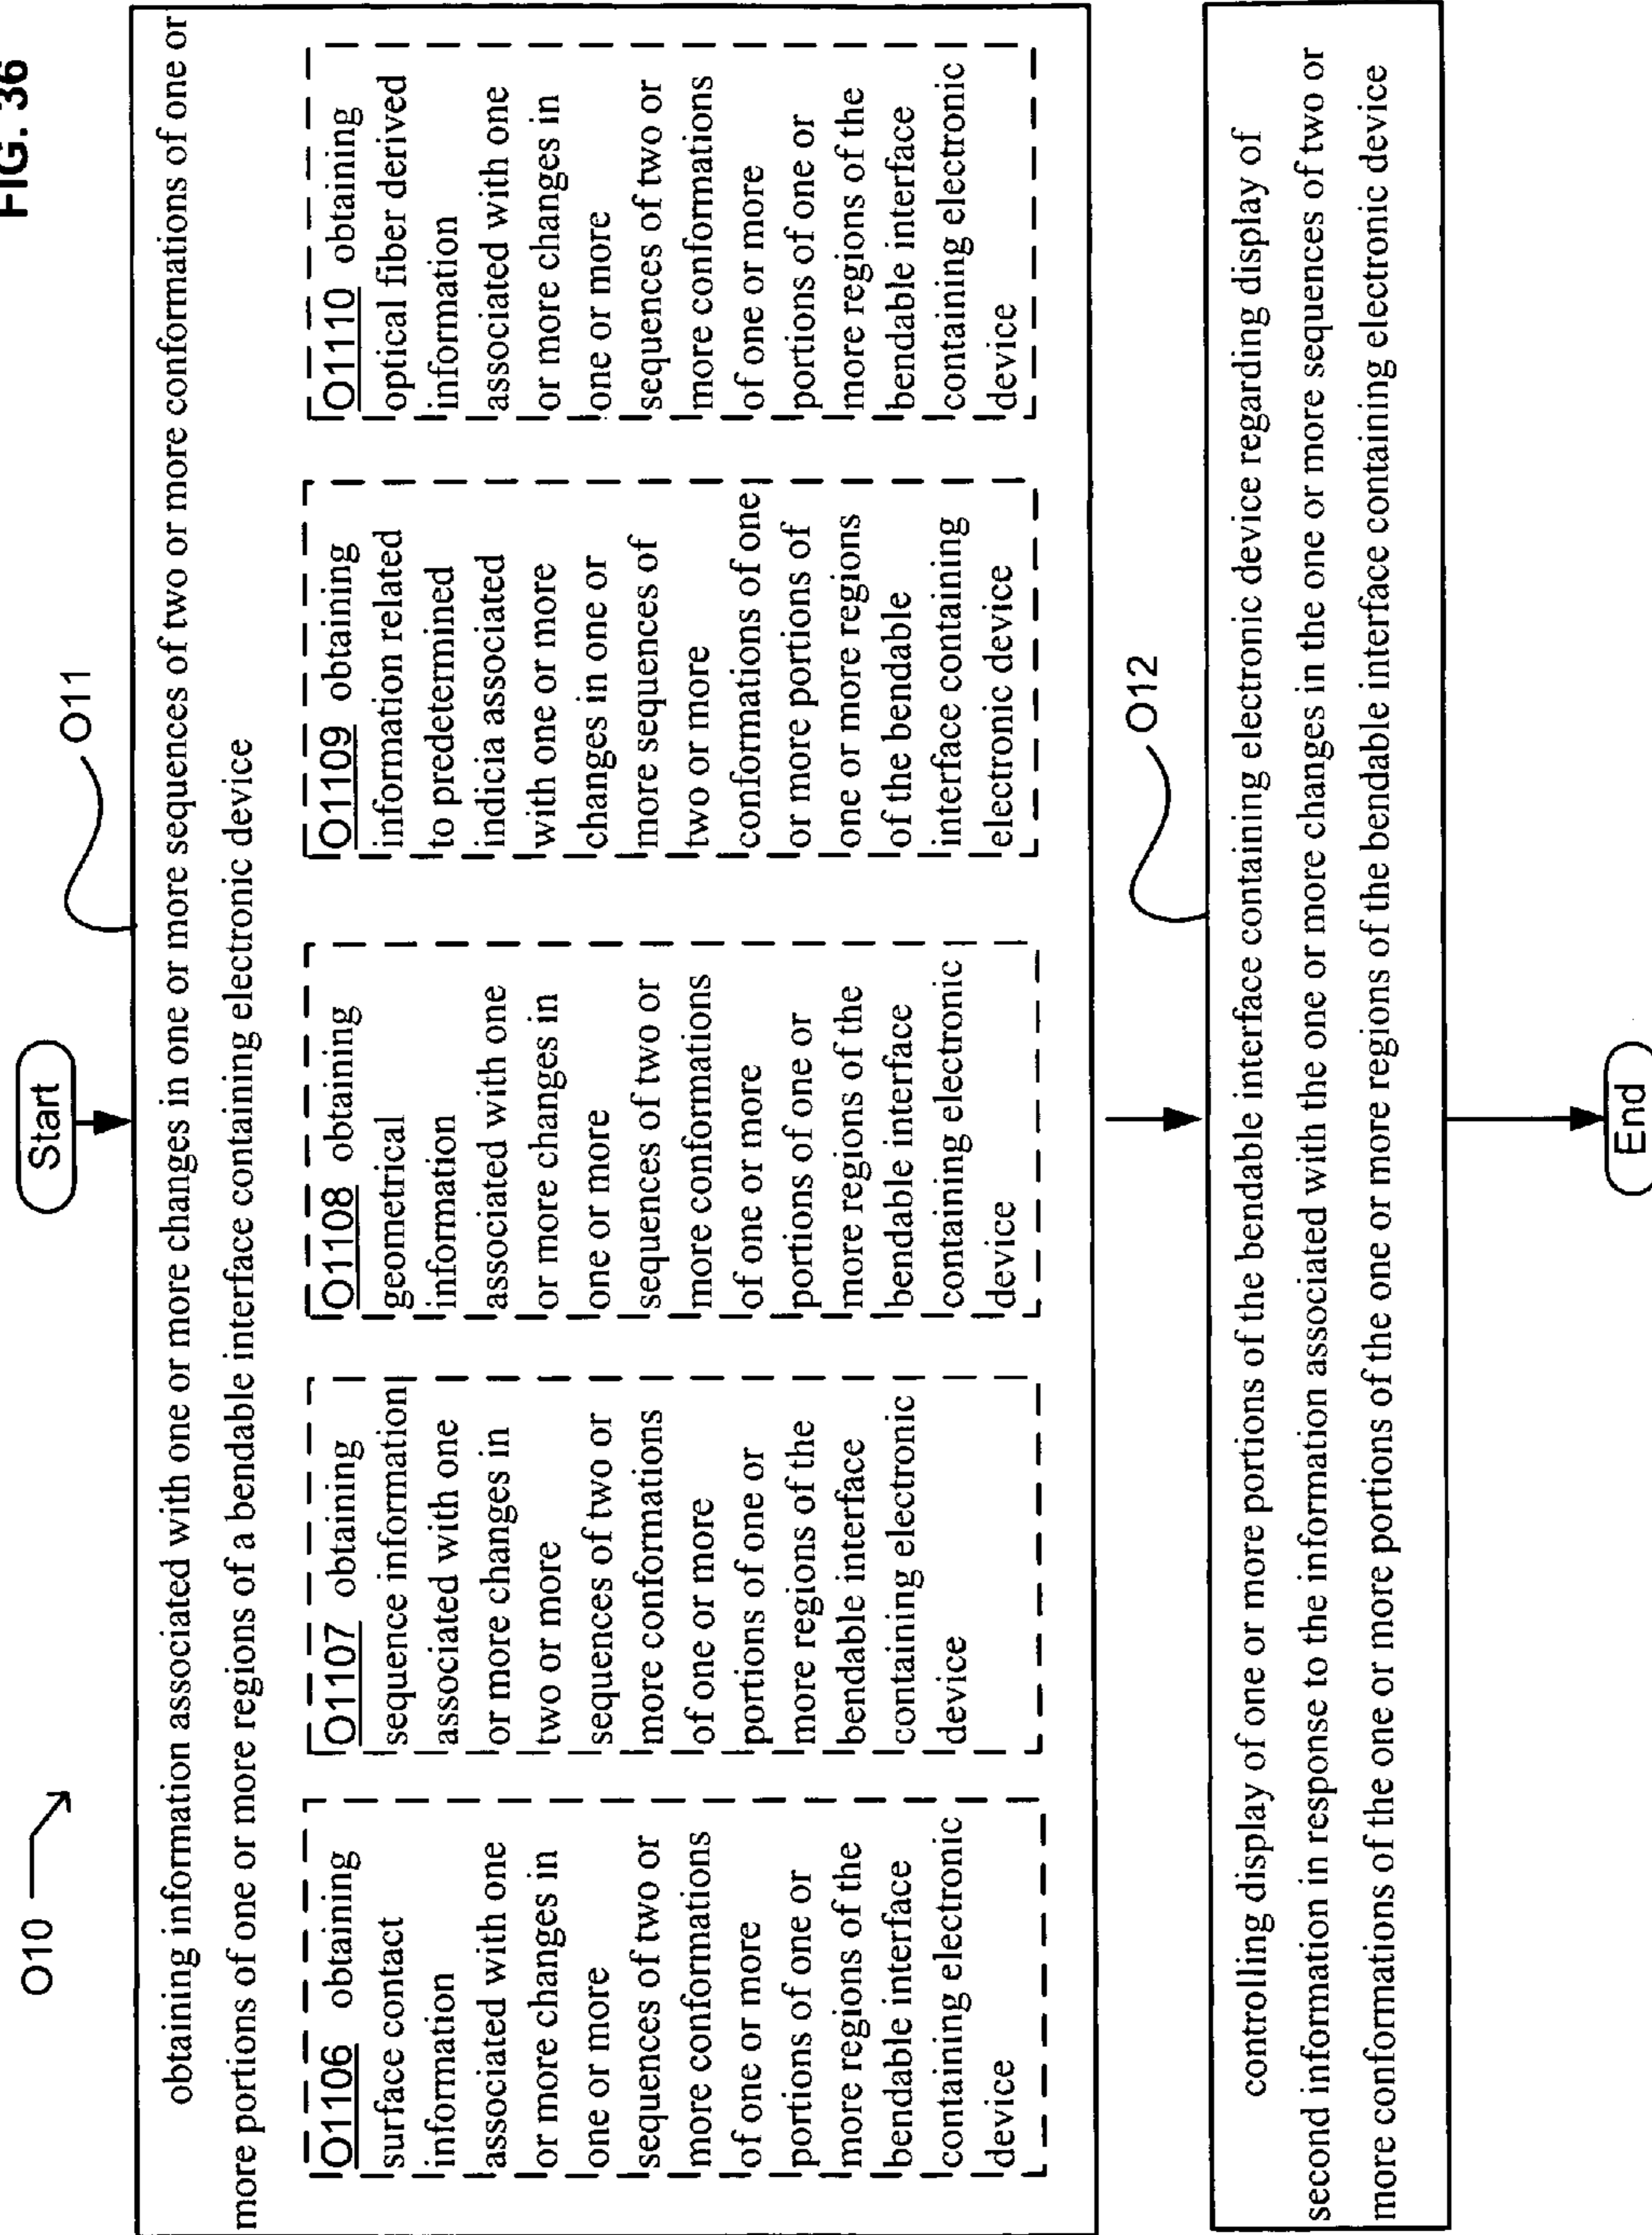 FIG. 36
O10
Start
O11
obtaining information associated with one or more changes in one or more sequences of two or more conformations of one or
more portions of one or more regions of a bendable interface containing electronic device
O1106 obtaining
surface contact
information
associated with one
or more changes in
one or more
sequences of two or
more conformations
of one or more
portions of one or
more regions of the
bendable interface
containing electronic
device
O1107 obtaining
sequence information
associated with one
or more changes in
two or more
sequences of two or
more conformations
of one or more
portions of one or
more regions of the
bendable interface
containing electronic
device
O1108 obtaining
geometrical
information
associated with one
or more changes in
one or more
sequences of two or
more conformations
of one or more
portions of one or
more regions of the
bendable interface
containing electronic
device
O1109 obtaining
information related
to predetermined
indicia associated
with one or more
changes in one or
more sequences of
two or more
conformations of one
or more portions of
one or more regions
of the bendable
interface containing
electronic device
O1110 obtaining
optical fiber derived
information
associated with one
or more changes in
one or more
sequences of two or
more conformations
of one or more
portions of one or
more regions of the
bendable interface
containing electronic
device
O12
controlling display of one or more portions of the bendable interface containing electronic device regarding display of
second information in response to the information associated with the one or more changes in the one or more sequences of two or
more conformations of the one or more portions of the one or more regions of the bendable interface containing electronic device
End